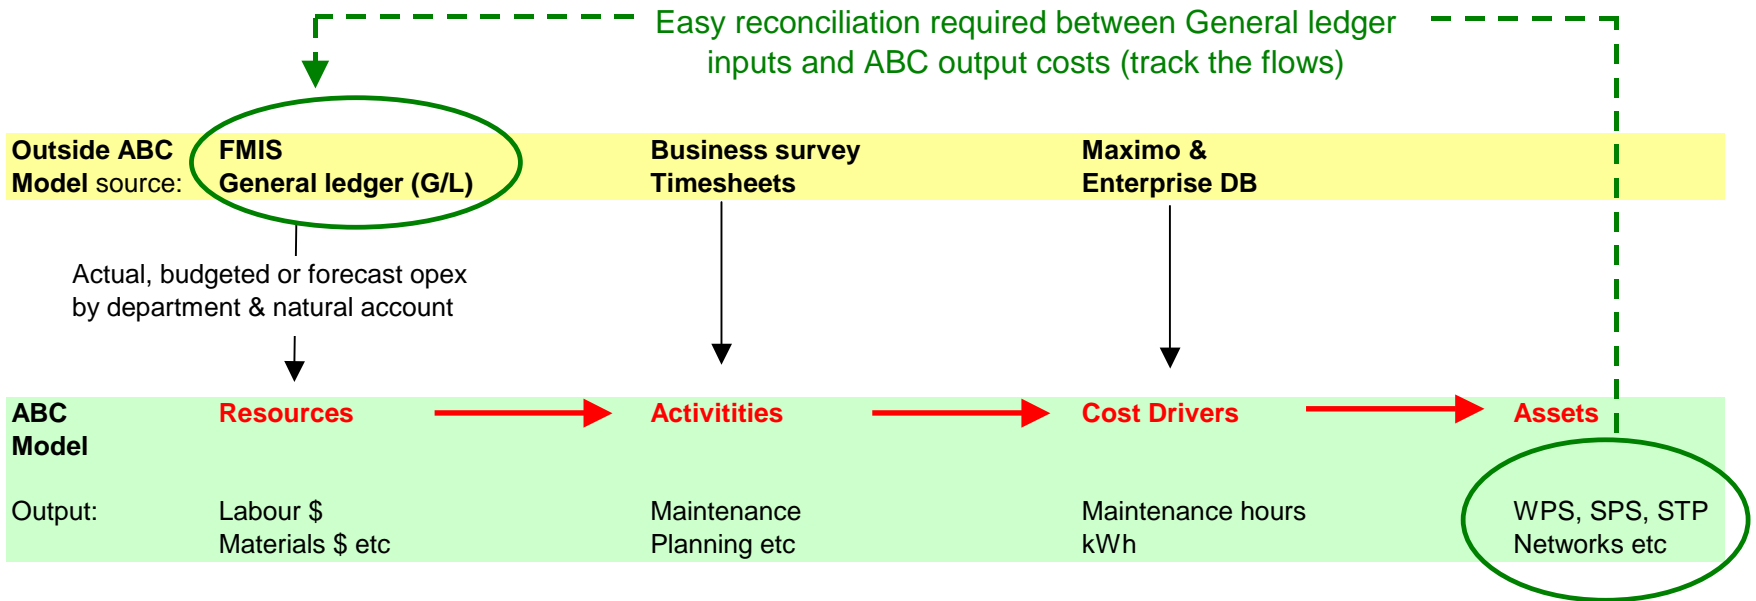 Easy reconciliation required between General ledger
inputs and ABC output costs (track the flows)
Outside ABC FMIS Business survey Maximo &
Model source: General ledger (G/L) Timesheets Enterprise DB
Actual, budgeted or forecast opex
by department & natural account
ABC Resources Activitities Cost Drivers Assets
Model
Output: Labour $ Maintenance Maintenance hours WPS, SPS, STP
Materials $ etc Planning etc kWh Networks etc